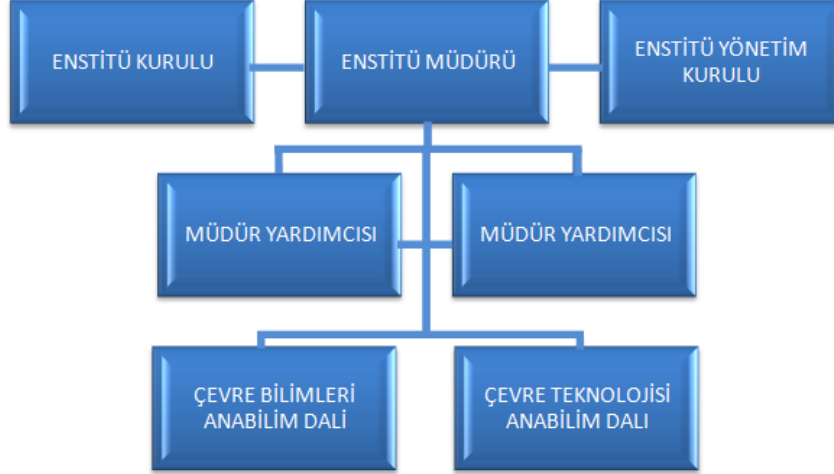 ENSTİTÜ KURULU
ENSTİTÜ MÜDÜRÜ
ENSTİTÜ YÖNETİM
KURULU
MÜDÜR YARDIMCISI
MÜDÜR YARDIMCISI
ÇEVRE BİLİMLERİ
ANABİLİM DALİ
ÇEVRE TEKNOLOJİSİ
ANABİLİM DALI